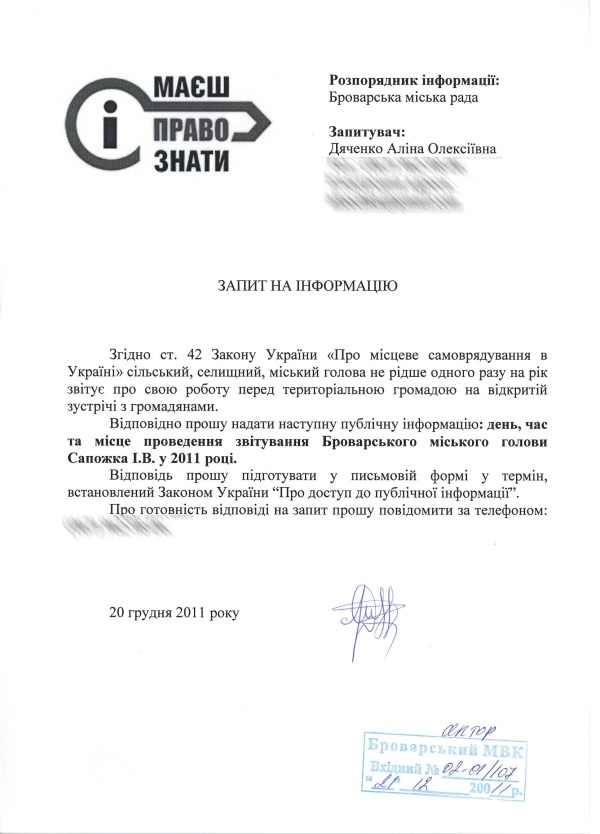 МАЄШ
ПРАВО
ЗНАТИ
і
Розпорядник інформації:
Броварська міська рада
Запитувач:
Дяченко Аліна Олексіївна
ЗАПИТ НА ІНФОРМАЦІЮ
Згідно ст. 42 Закону України «Про місцеве самоврядування в
Україні» сільський, селищний, міський голова не рідше одного разу на рік
звітує про свою роботу перед територіальною громадою на відкритій
зустрічі з громадянами.
Відповідно прошу надати наступну публічну інформацію: день, час
та місце проведення звітування Броварського міського голови
Сапожка І.В. у 2011 році.
Відповідь прошу підготувати у письмовій формі у термін,
встановлений Законом України “Про доступ до публічної інформації”.
Про готовність відповіді на запит прошу повідомити за телефоном:
20 грудня 2011 року
Броварський МВК
Вхідний № 02-01/107
“21” 12 20011р.